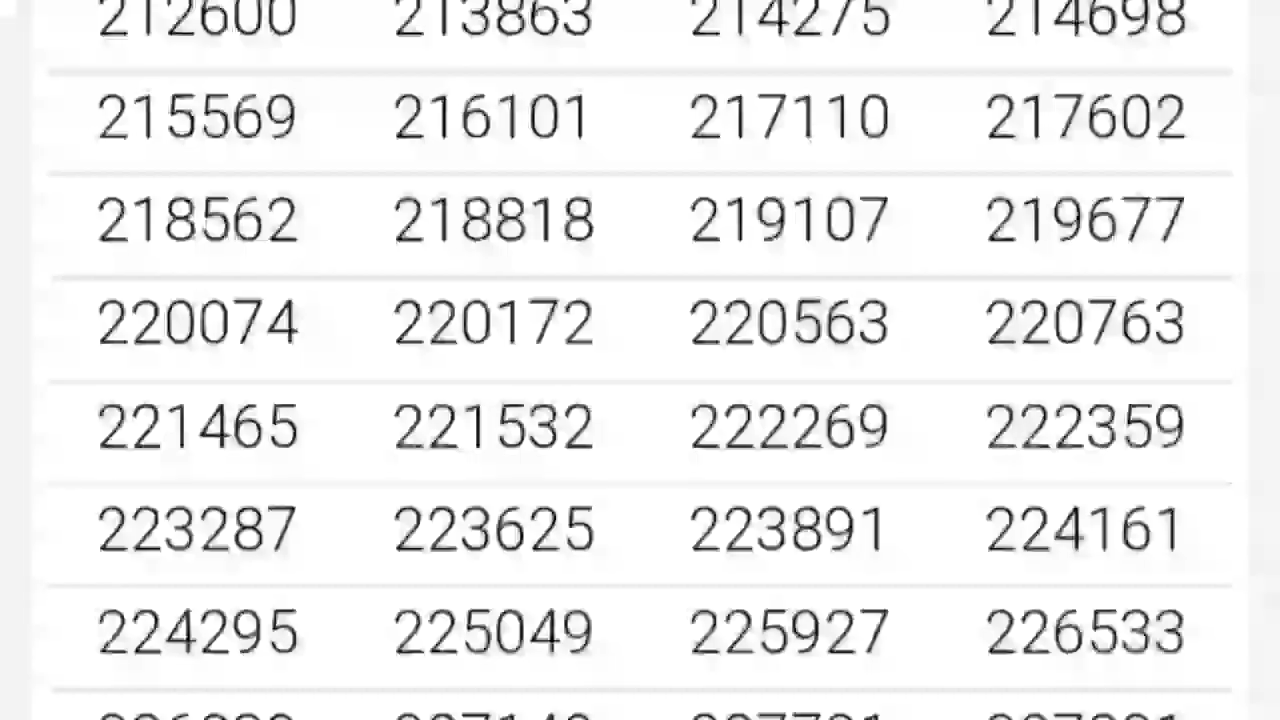 212600 213863 214275 214698
215569 216101 217110 217602
218562 218818 219107 219677
220074 220172 220563 220763
221465 221532 222269 222359
223287 223625 223891 224161
224295 225049 225927 226533